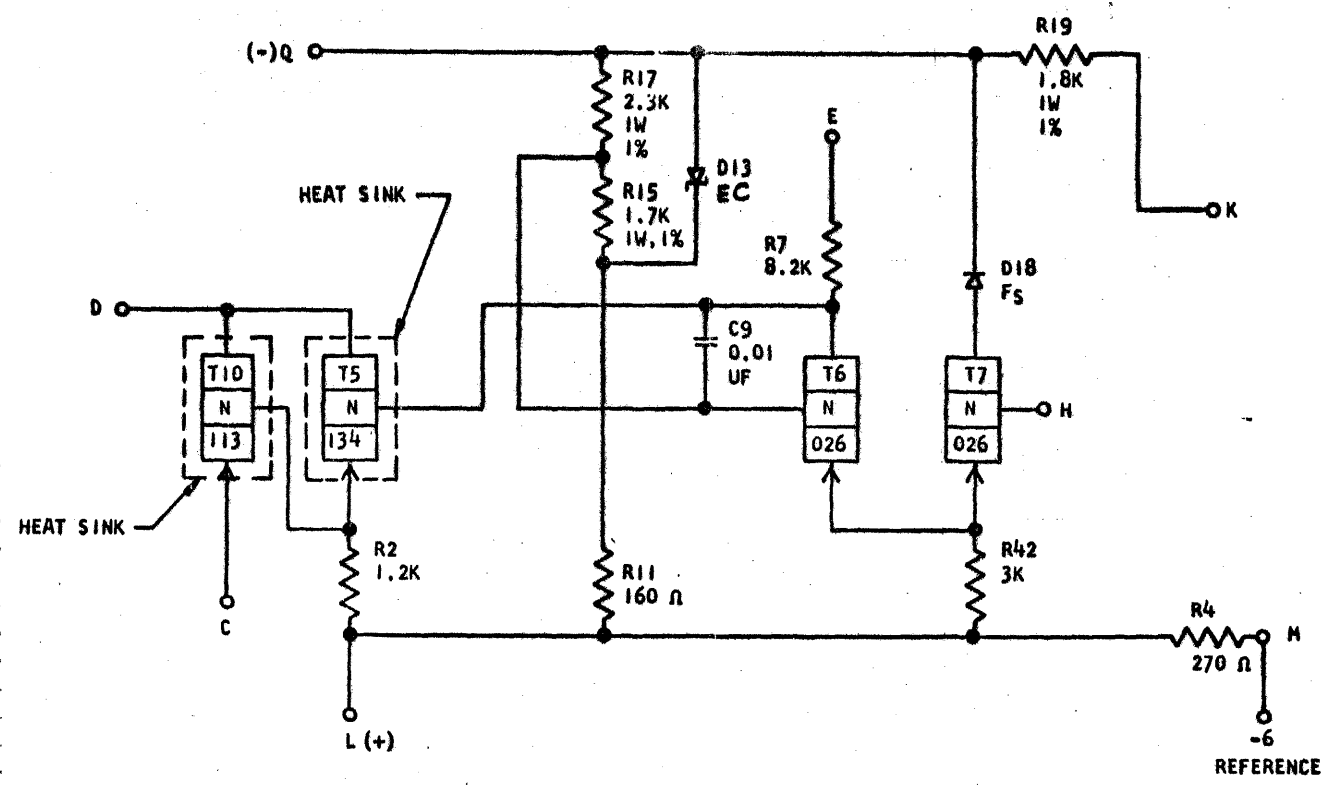 R19
(-)Q
1.8K
1W
1%
R17
2.3K
1W
1%
E
D13
EC
HEAT SINK
R15
1.7K
1W,1%
K
R7
8.2K
D18
FS
D
C9
0.01
UF
T10
N
113
T5
N
134
T6
N
026
T7
N
026
H
HEAT SINK
R2
1.2K
R11
160 Ω
R42
3K
C
R4
270 Ω
M
L (+)
-6
REFERENCE